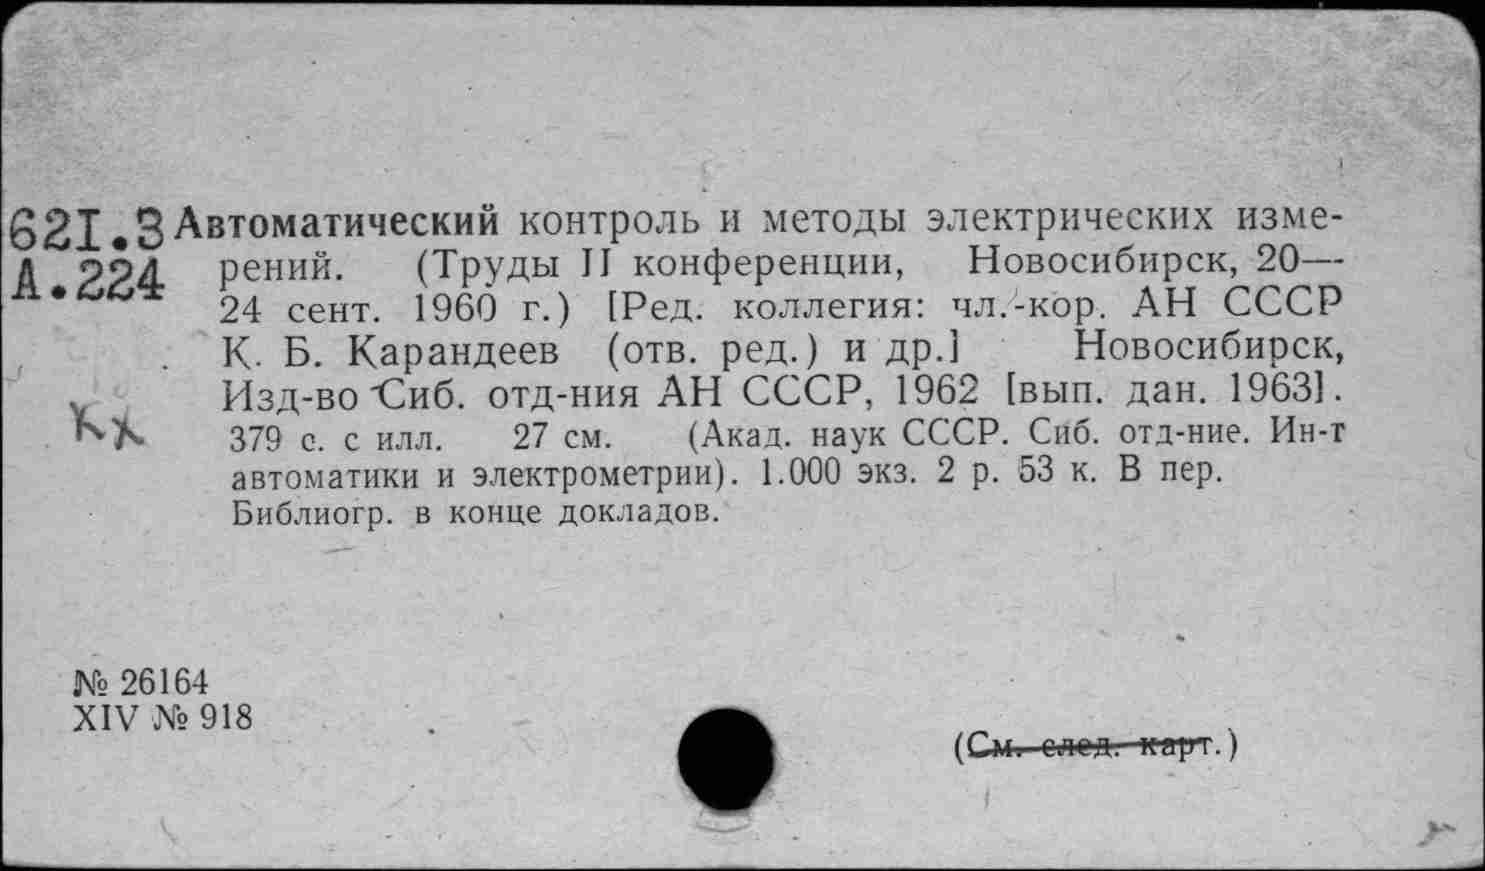 621.3 Автоматический контроль и методы электрических изме-
А.224 рений. (Труды II конференции, Новосибирск, 20—
24 сент. 1960 г.) [Ред. коллегия: чл.-кор. АН СССР
К. Б. Карандеев (отв. ред.) и др.] Новосибирск,
Изд-во Сиб. отд-ния АН СССР, 1962 [вып. дан. 1963].
379 с. с илл. 27 см. (Акад. наук СССР. Сиб. отд-ние. Ин-т
автоматики и электрометрии). 1.000 экз. 2 р. 53 к. В пер.
Библиогр. в конце докладов.
№ 26164
XIV № 918
(См. след. карт.)